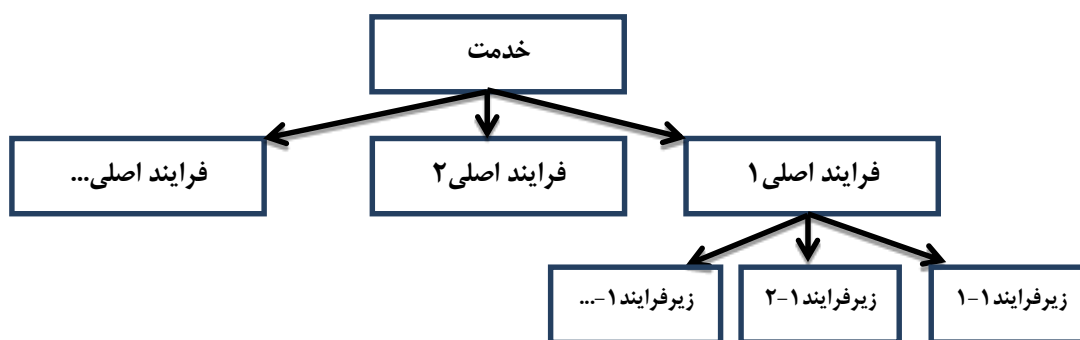 خدمت
فرایند اصلی۱
فرایند اصلی۲
فرایند اصلی...
زیرفرایند۱-۱
زیرفرایند۱-۲
زیرفرایند۱-...